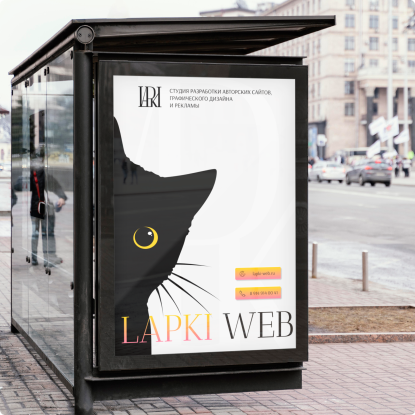 СТУДИЯ РАЗРАБОТКИ АВТОРСКИХ САЙТОВ,
ГРАФИЧЕСКОГО ДИЗАЙНА
И РЕКЛАМЫ
LAPKI WEB